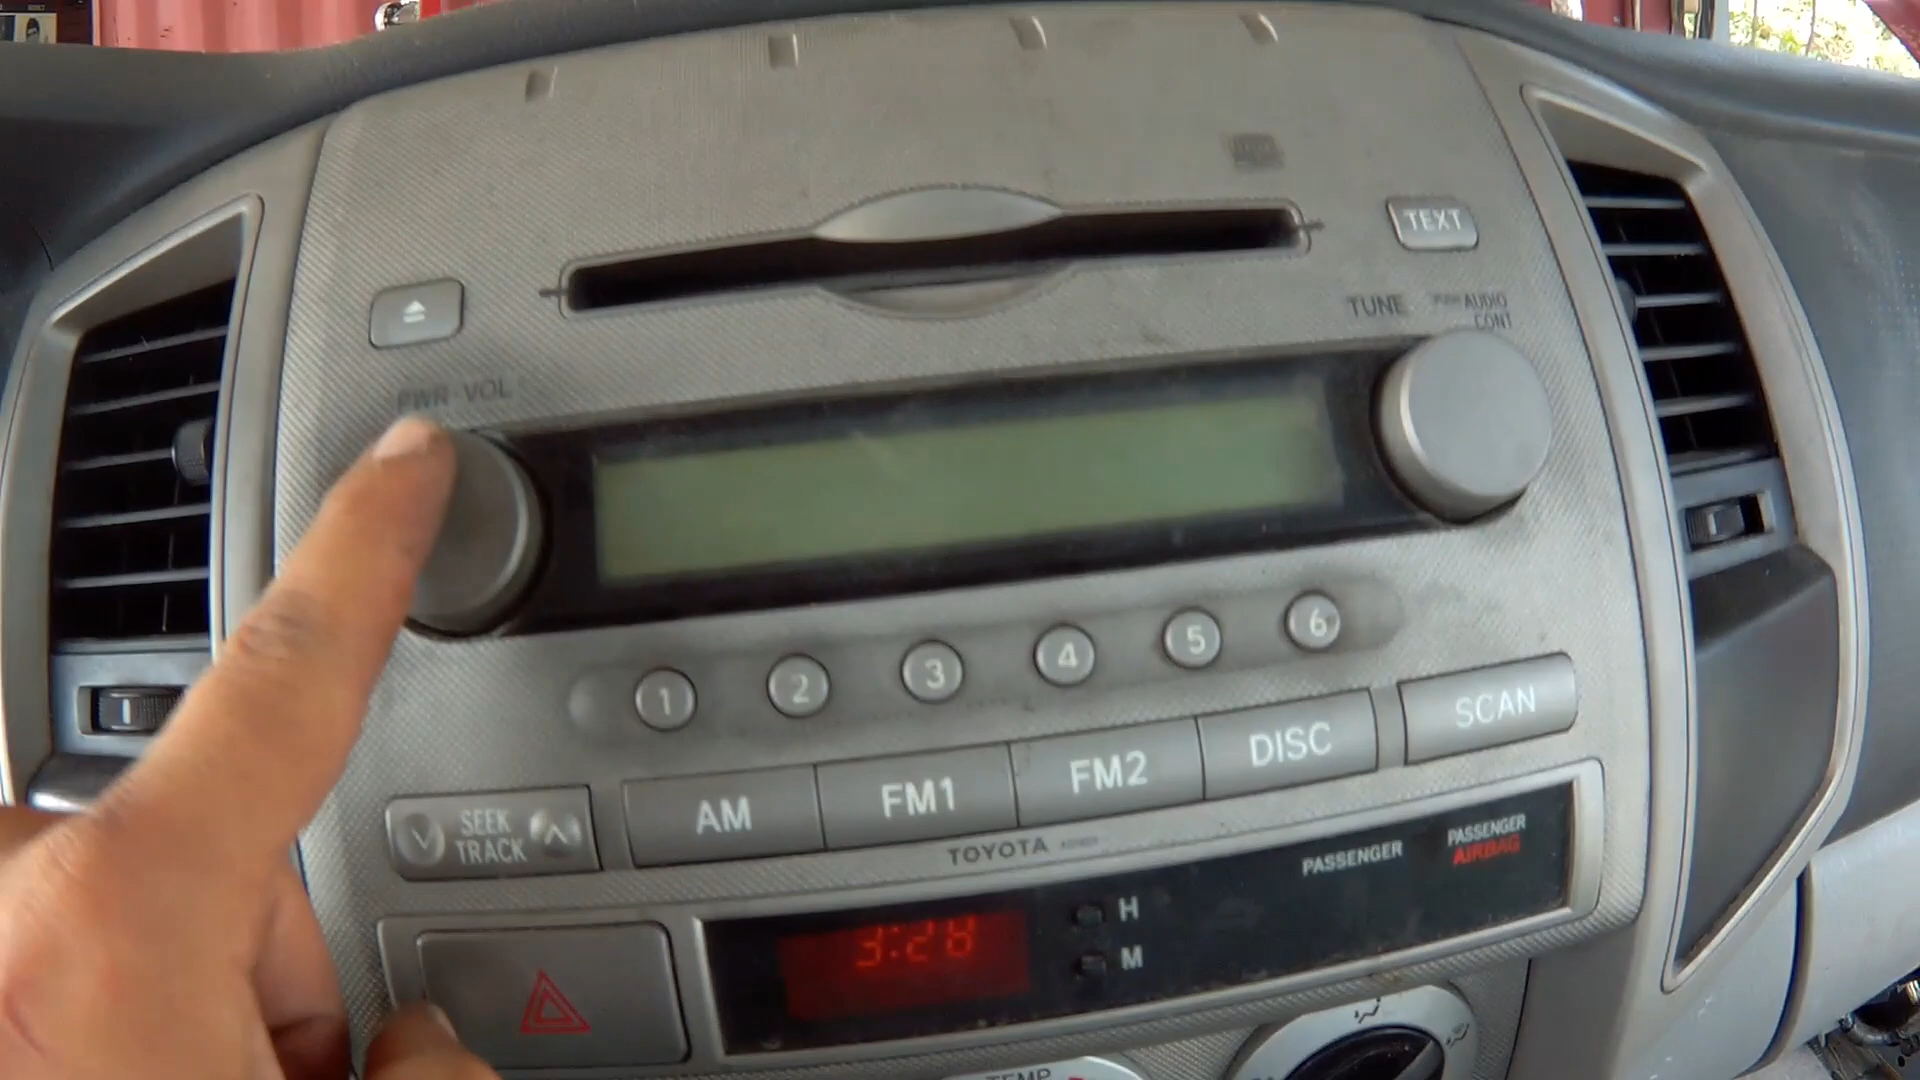 TEXT
TUNE
AUDIO
CONT
PWR·VOL
1
2
3
4
5
6
SEEK
TRACK
AM
FM1
FM2
DISC
SCAN
TOYOTA
PASSENGER
PASSENGER
AIRBAG
3:28
H
M
TEMP